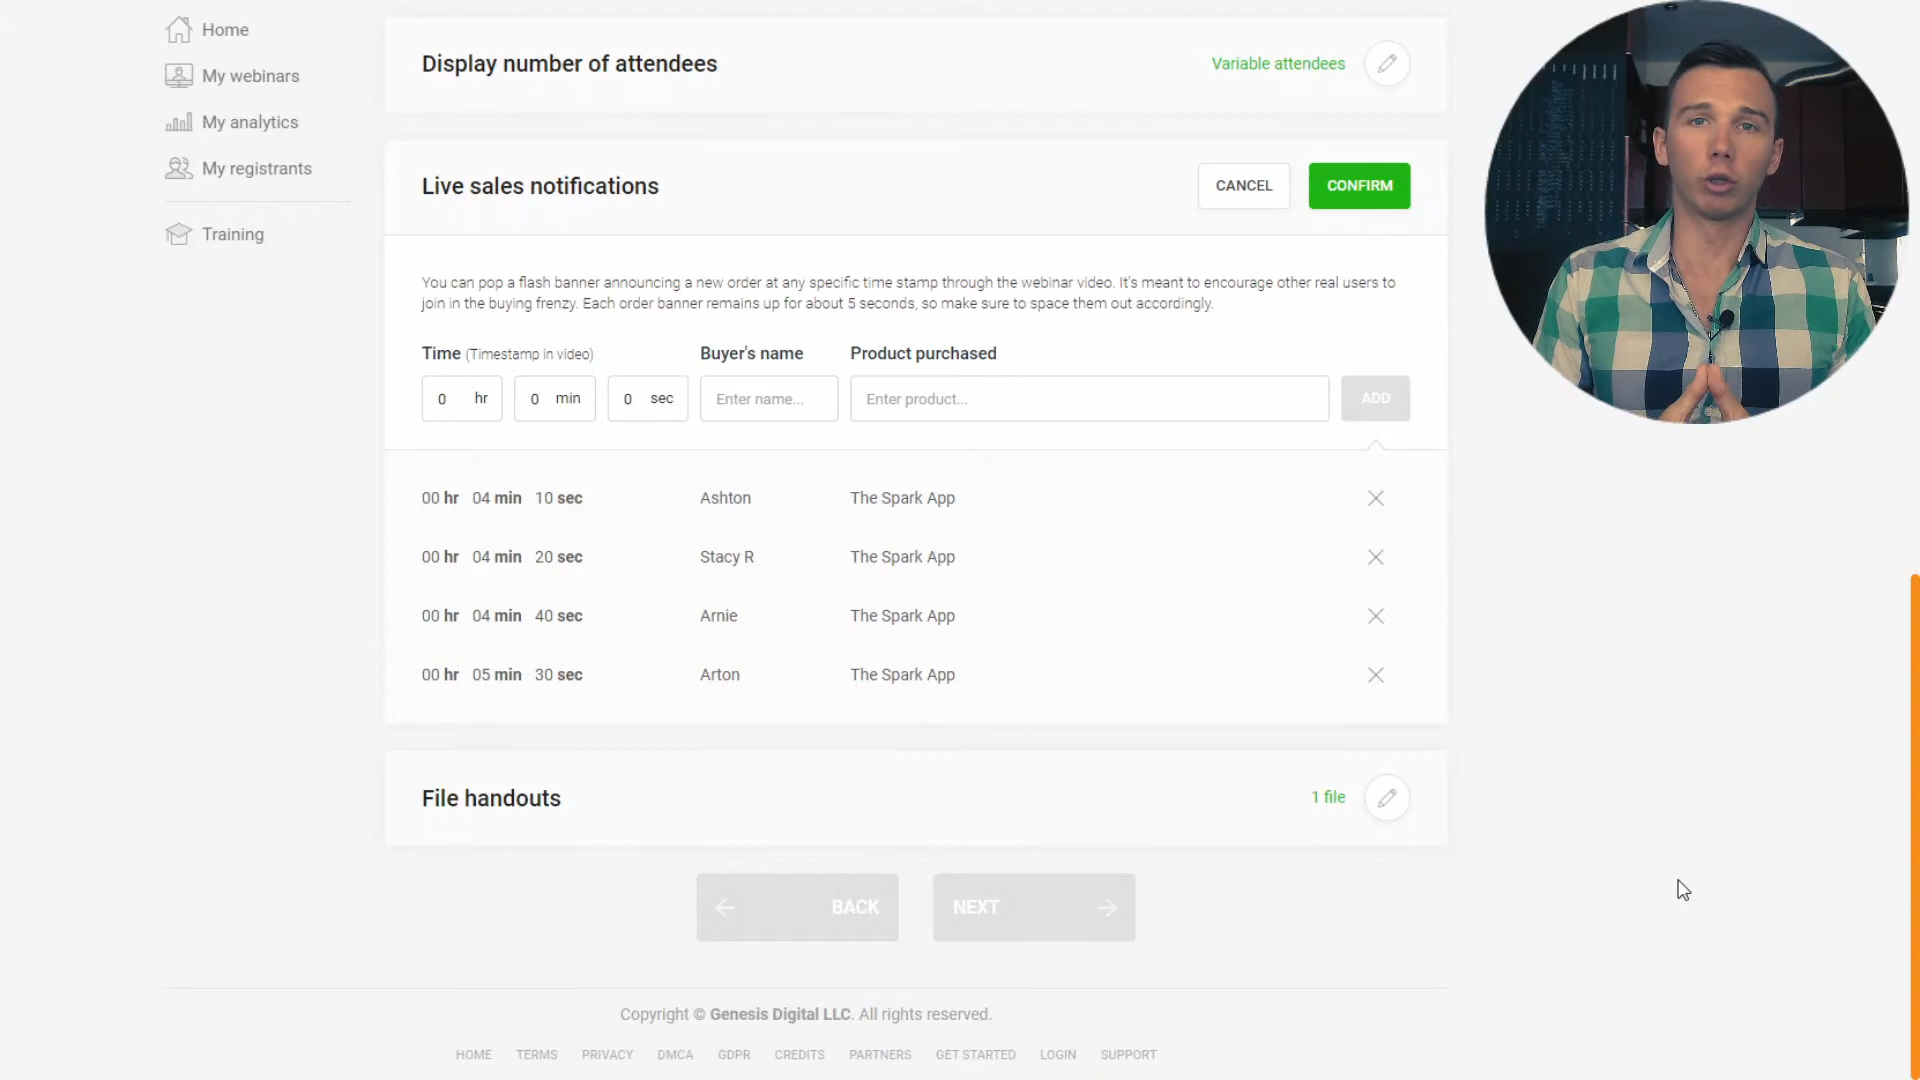 Home
My webinars
My analytics
My registrants
Training
Display number of attendees
Variable attendees
Live sales notifications
CANCEL
CONFIRM
You can pop a flash banner announcing a new order at any specific time stamp through the webinar video. It's meant to encourage other real users to
join in the buying frenzy. Each order banner remains up for about 5 seconds, so make sure to space them out accordingly.
Time (Timestamp in video) Buyer's name Product purchased
0 hr 0 min 0 sec Enter name... Enter product... ADD
00 hr 04 min 10 sec Ashton The Spark App
00 hr 04 min 20 sec Stacy R The Spark App
00 hr 04 min 40 sec Arnie The Spark App
00 hr 05 min 30 sec Arton The Spark App
File handouts
1 file
BACK
NEXT
Copyright © Genesis Digital LLC. All rights reserved.
HOME TERMS PRIVACY DMCA GDPR CREDITS PARTNERS GET STARTED LOGIN SUPPORT